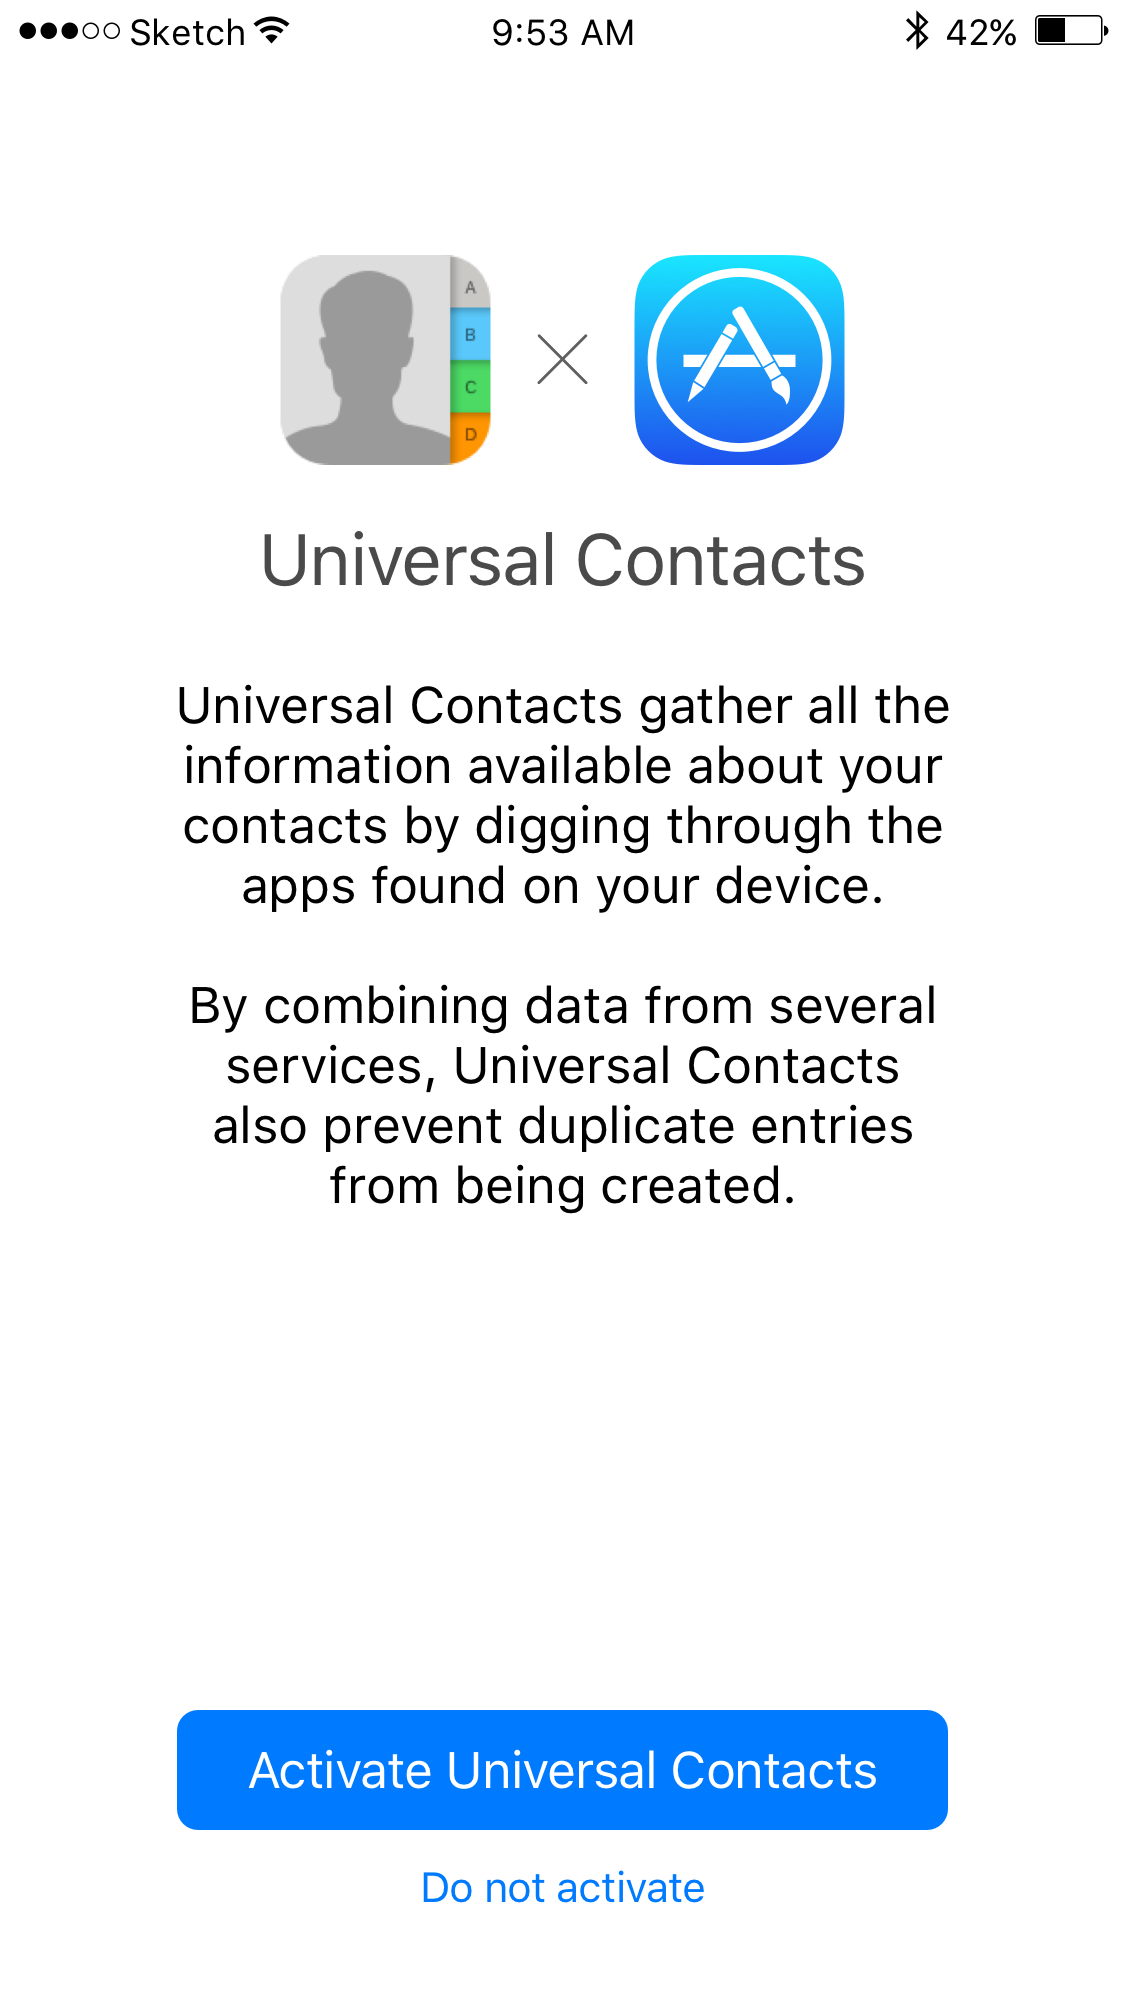 Sketch 9:53 AM 42%
A
B
C
D
Universal Contacts
Universal Contacts gather all the
information available about your
contacts by digging through the
apps found on your device.
By combining data from several
services, Universal Contacts
also prevent duplicate entries
from being created.
Activate Universal Contacts
Do not activate